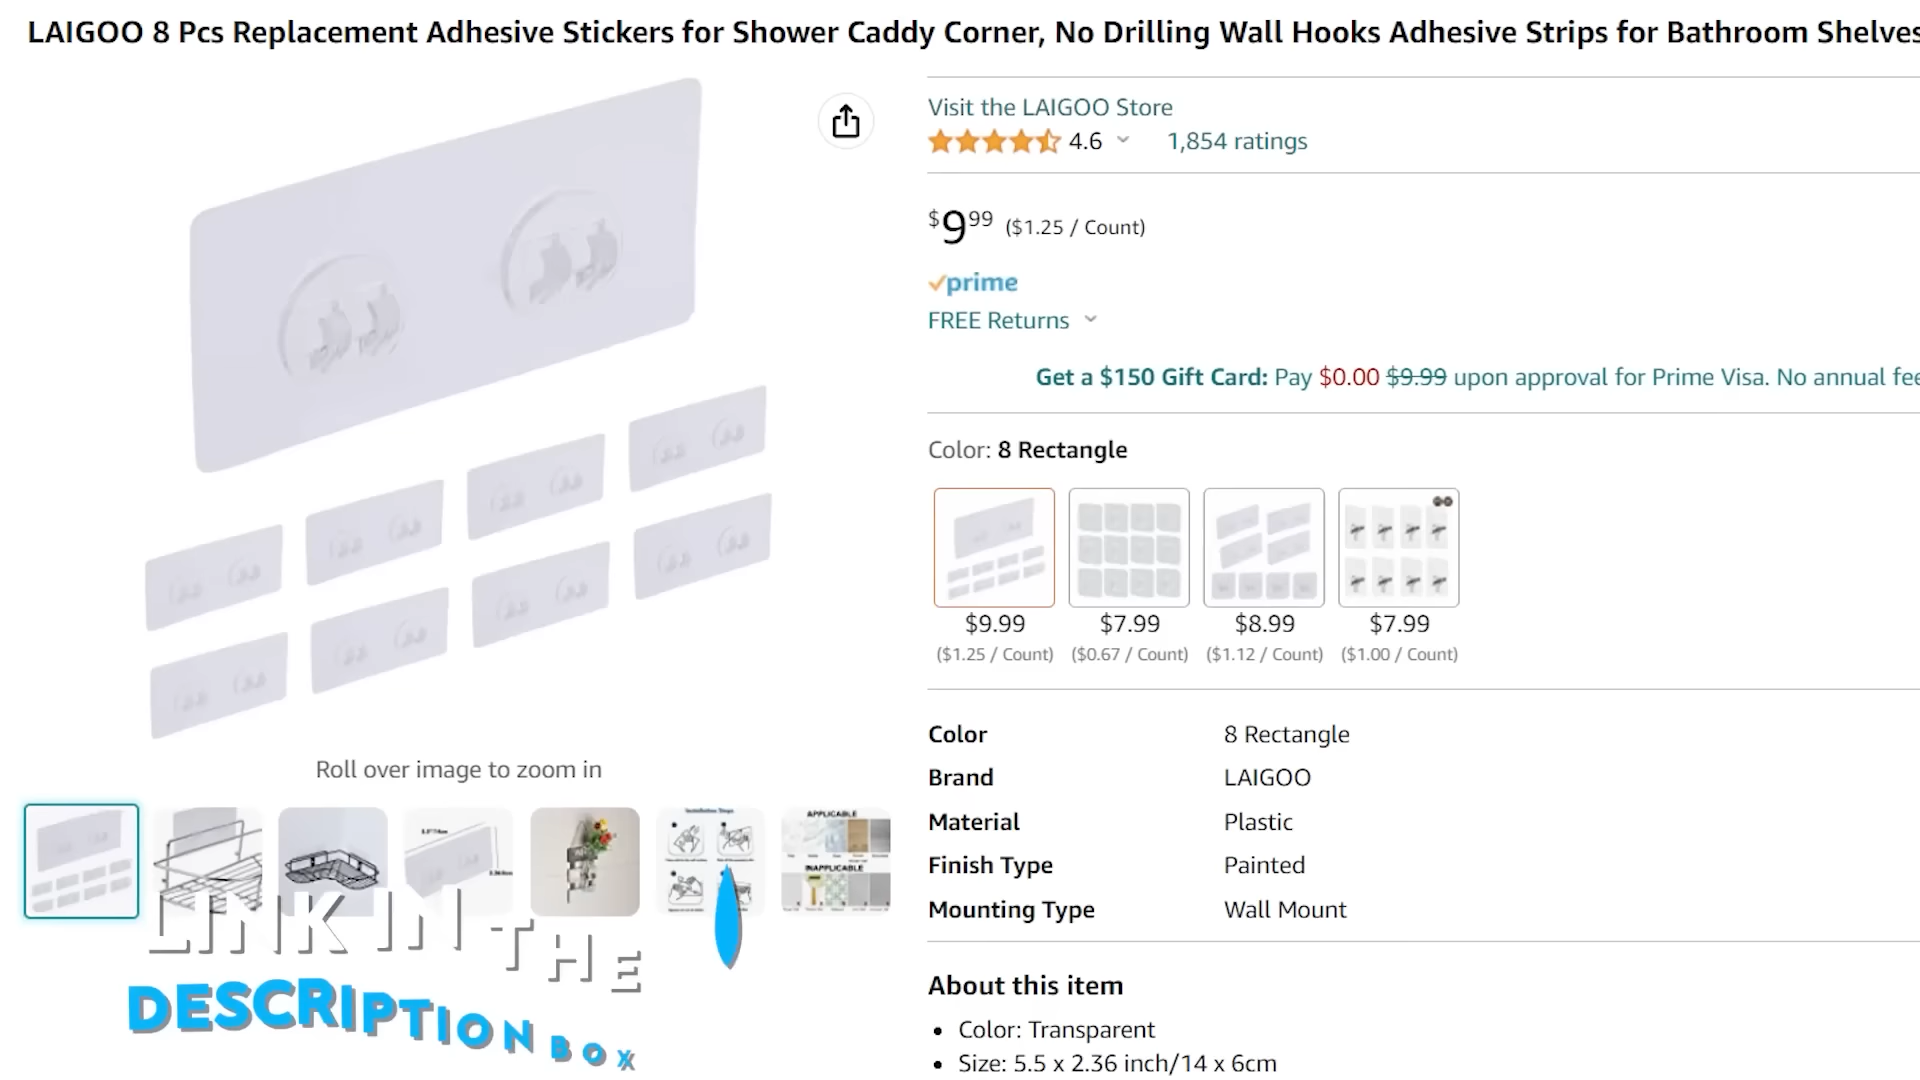 LAIGOO 8 Pcs Replacement Adhesive Stickers for Shower Caddy Corner, No Drilling Wall Hooks Adhesive Strips for Bathroom Shelves
Visit the LAIGOO Store
4.6 1,854 ratings
$9.99 ($1.25 / Count)
prime
FREE Returns
Get a $150 Gift Card: Pay $0.00 $9.99 upon approval for Prime Visa. No annual fee
Color: 8 Rectangle
$9.99 $7.99 $8.99 $7.99
($1.25 / Count) ($0.67 / Count) ($1.12 / Count) ($1.00 / Count)
Color 8 Rectangle
Brand LAIGOO
Material Plastic
Finish Type Painted
Mounting Type Wall Mount
About this item
• Color: Transparent
• Size: 5.5 x 2.36 inch/14 x 6cm
Roll over image to zoom in
Installation Steps
APPLICABLE
INAPPLICABLE
LINK IN THE
DESCRIPTION BOX